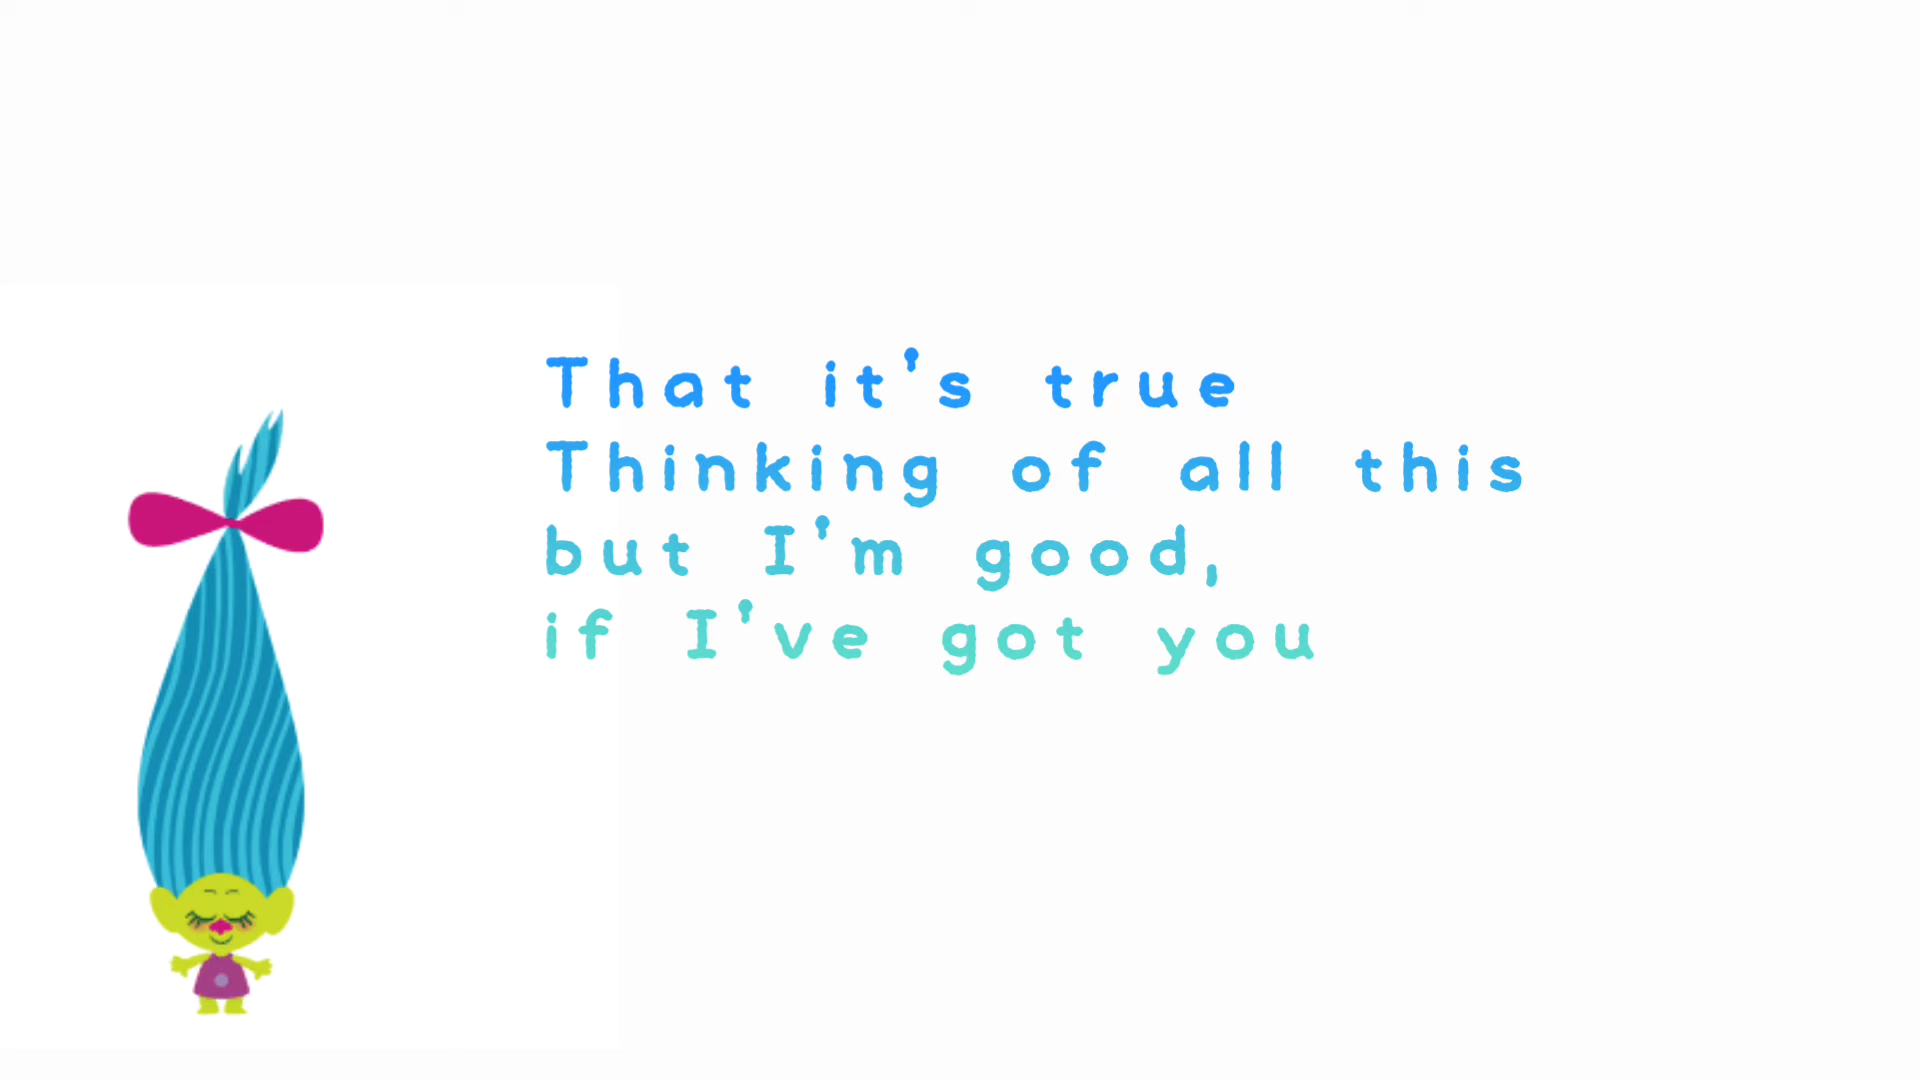 That it's true
Thinking of all this
but I'm good,
if I've got you